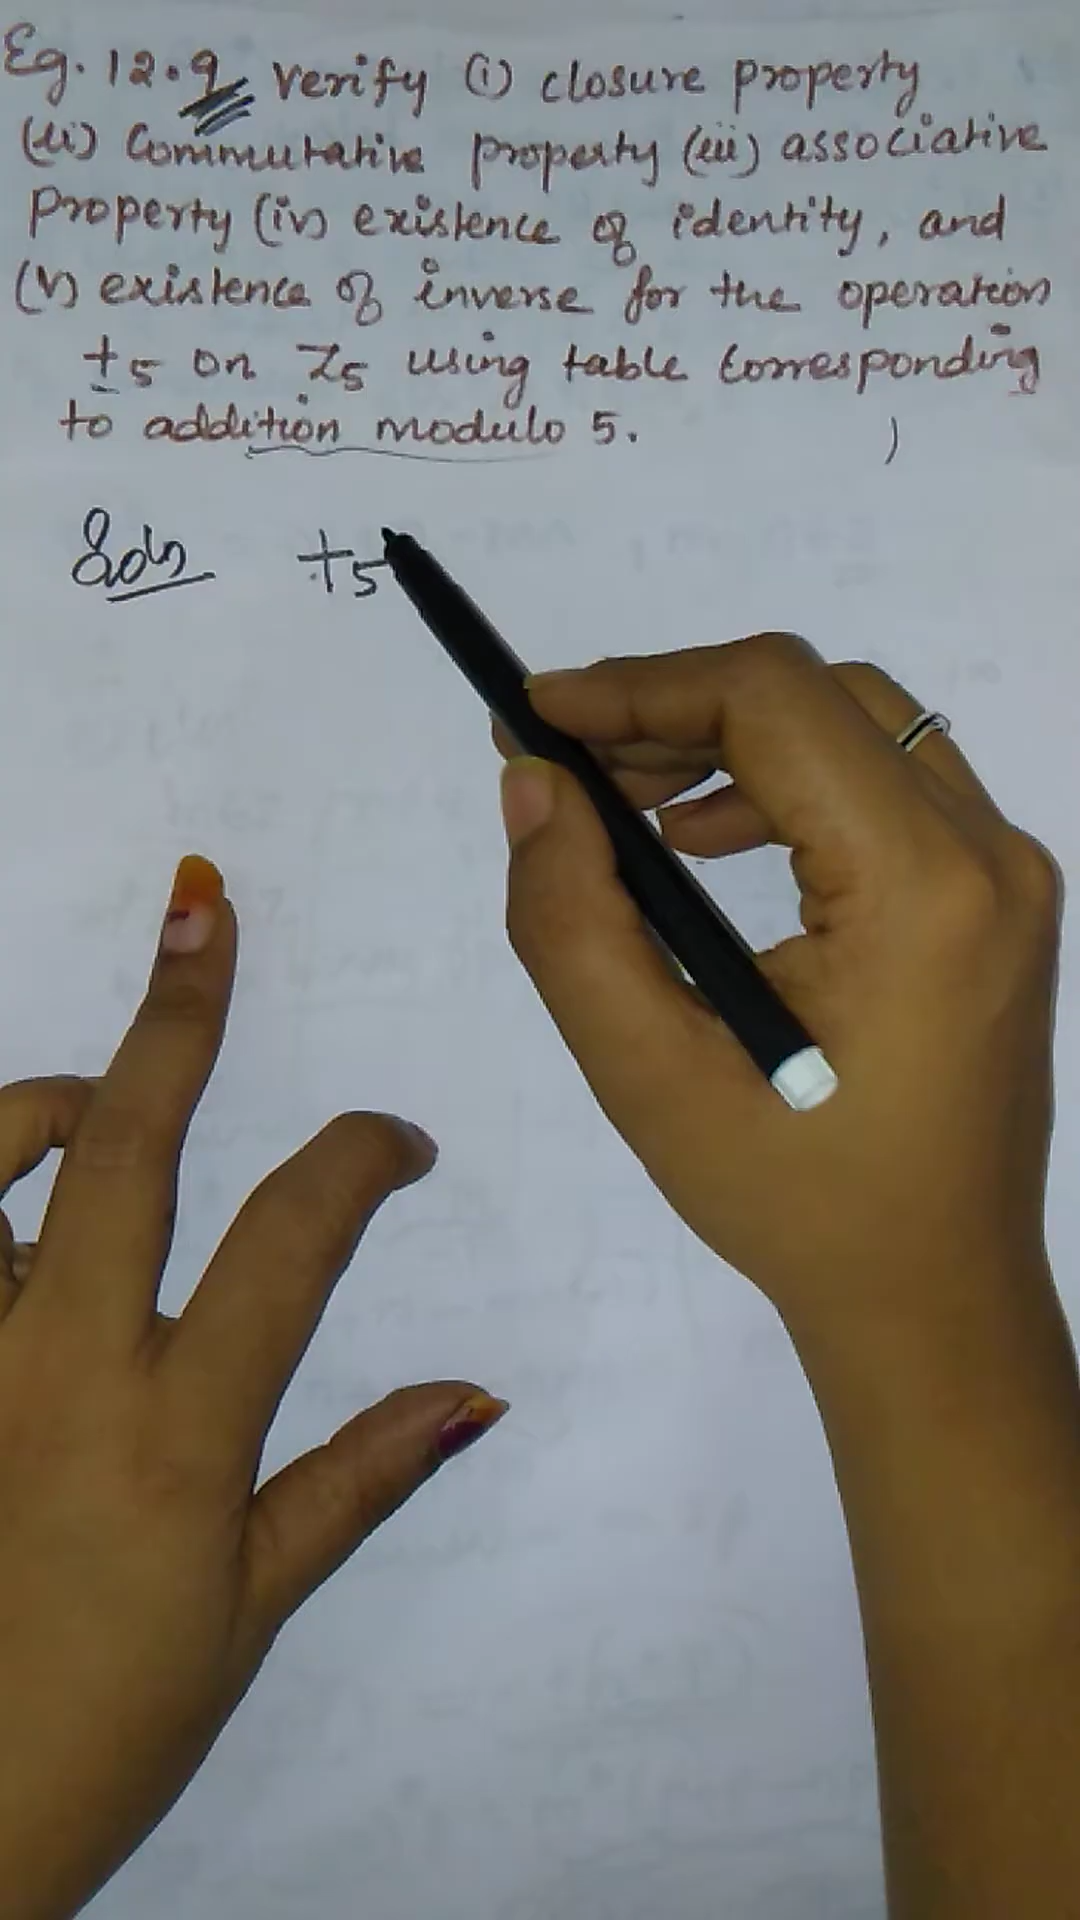 Eg. 12.9 verify (i) closure property
(ii) Commutative property (iii) associative
Property (iv) existence of identity, and
(v) existence of inverse for the operation
+5 on Z5 using table Corresponding
to addition modulo 5.
Soln +5